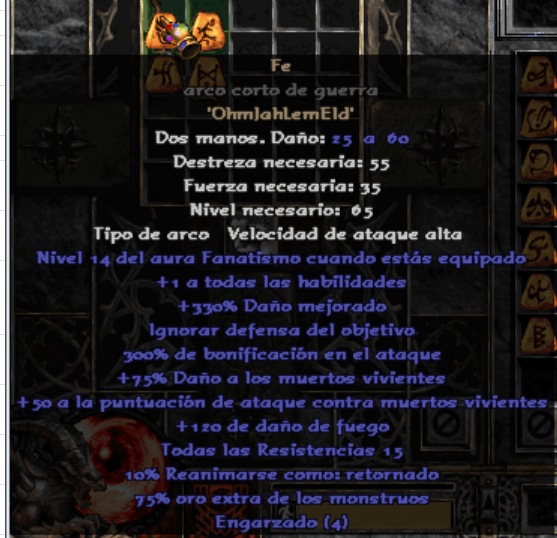 Fe
arco corto de guerra
'OhmJahLemEld'
Dos manos. Daño: 25 a 60
Destreza necesaria: 55
Fuerza necesaria: 35
Nivel necesario: 65
Tipo de arco Velocidad de ataque alta
Nivel 14 del aura Fanatismo cuando estás equipado
+1 a todas las habilidades
+330% Daño mejorado
Ignorar defensa del objetivo
300% de bonificación en el ataque
+75% Daño a los muertos vivientes
+50 a la puntuación de ataque contra muertos vivientes
+120 de daño de fuego
Todas las Resistencias 15
10% Reanimarse como: retornado
75% oro extra de los monstruos
Engarzado (4)